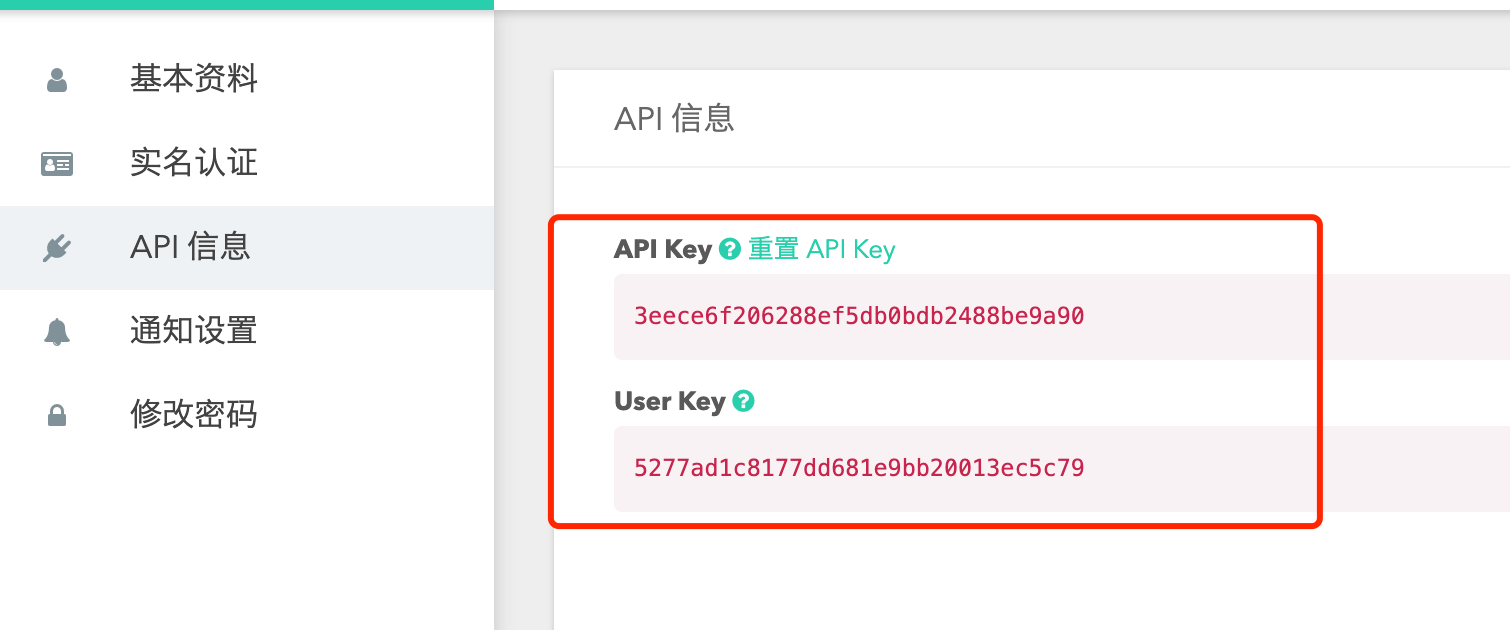 基本资料
实名认证
API 信息
通知设置
修改密码
API 信息
API Key ? 重置 API Key
3eece6f206288ef5db0bdb2488be9a90
User Key ?
5277ad1c8177dd681e9bb20013ec5c79